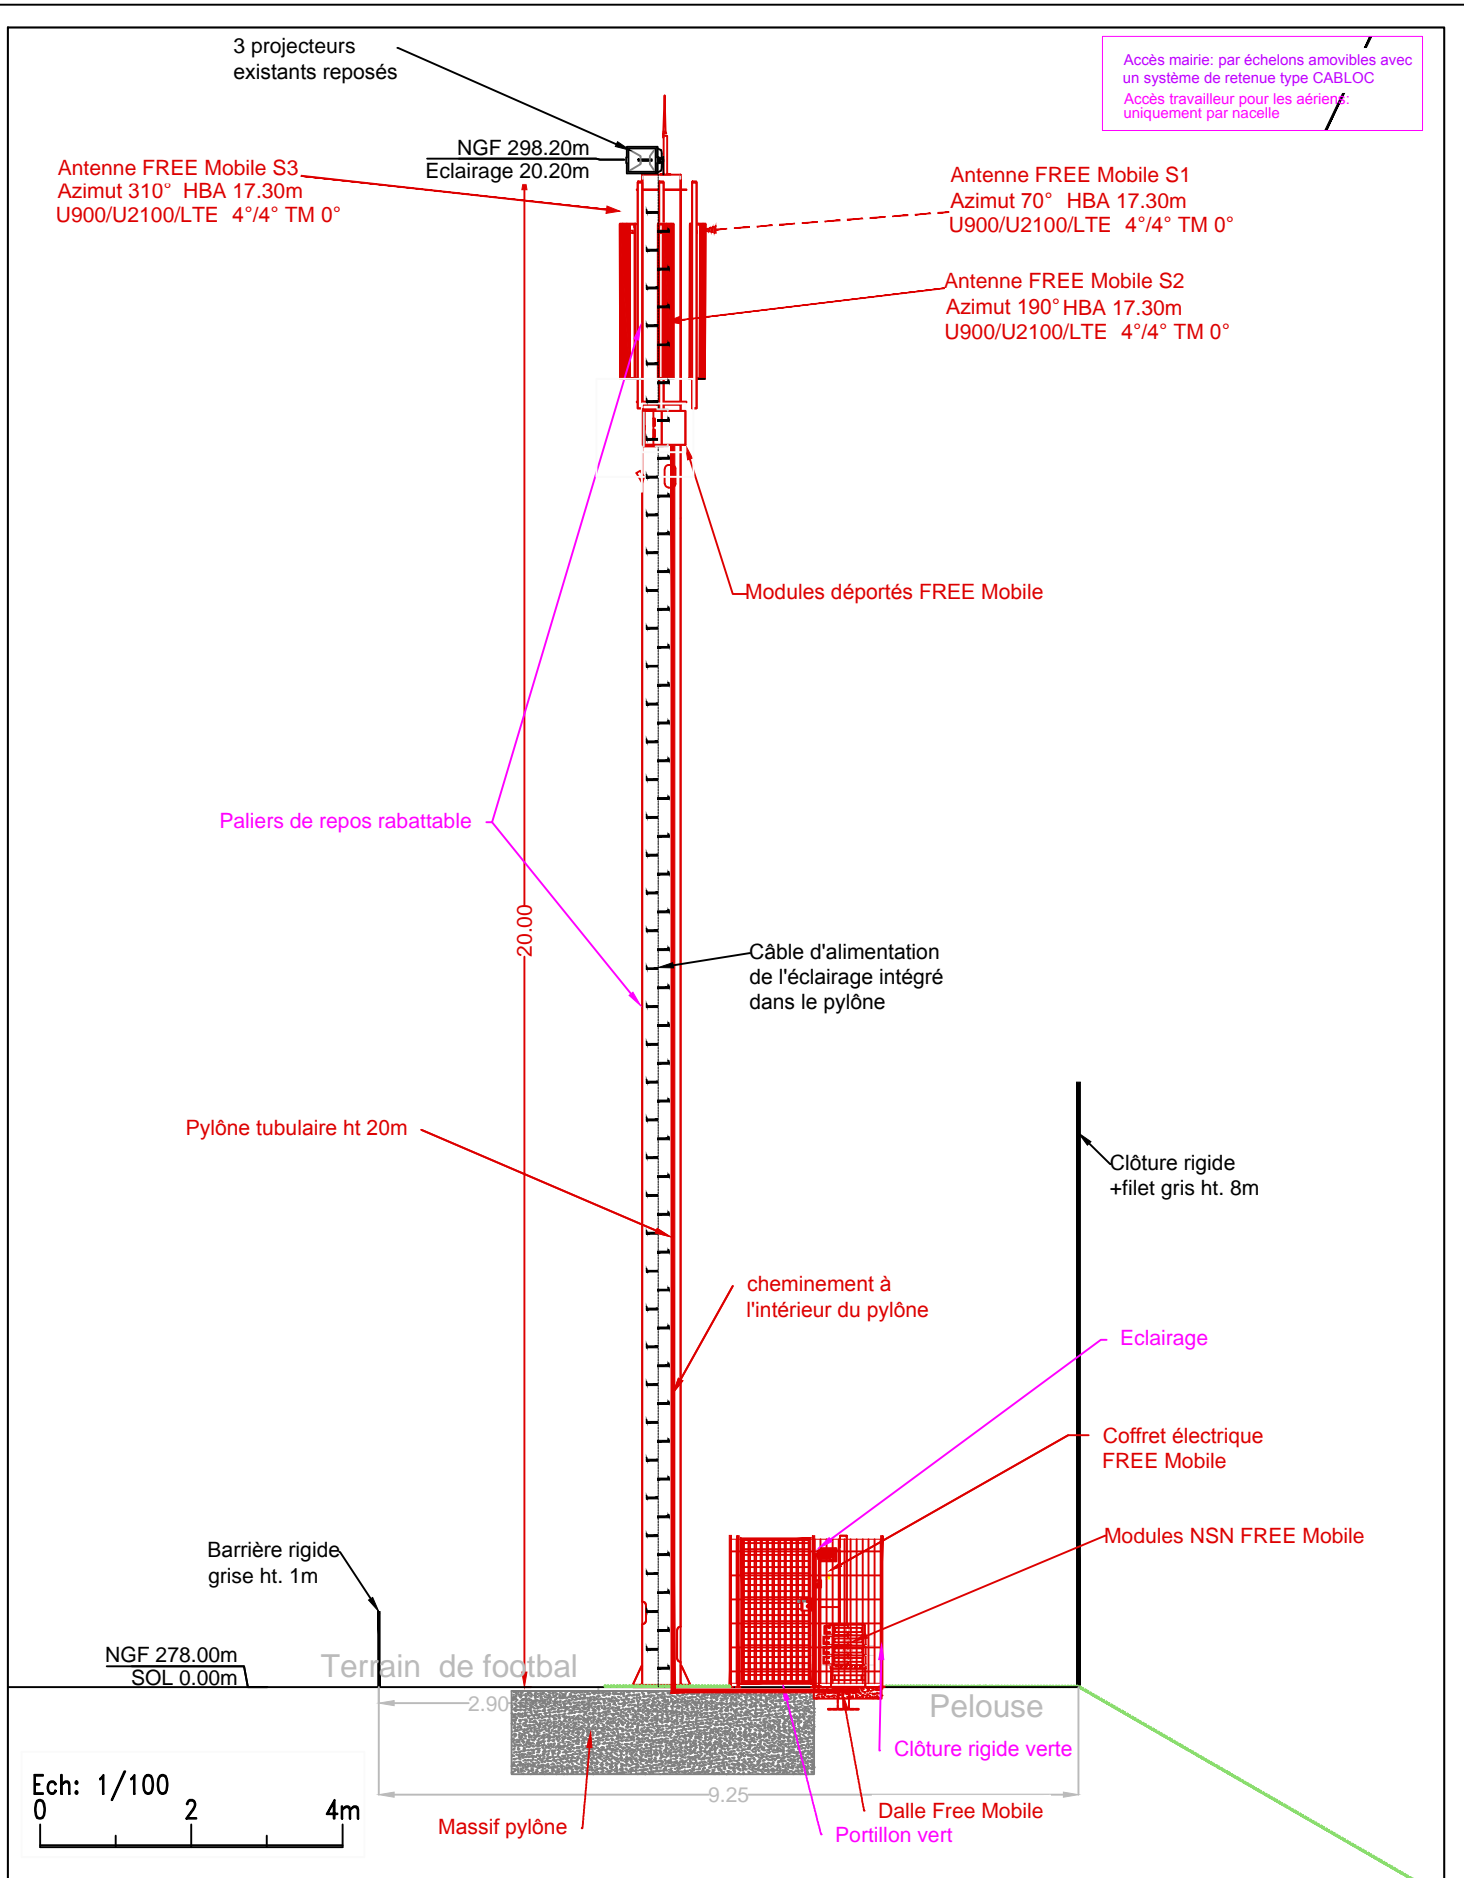 3 projecteurs
existants reposés
Accès mairie: par échelons amovibles avec
un système de retenue type CABLOC
Accès travailleur pour les aériens:
uniquement par nacelle
NGF 298.20m
Eclairage 20.20m
Antenne FREE Mobile S3
Azimut 310° HBA 17.30m
U900/U2100/LTE 4°/4° TM 0°
Antenne FREE Mobile S1
Azimut 70° HBA 17.30m
U900/U2100/LTE 4°/4° TM 0°
Antenne FREE Mobile S2
Azimut 190° HBA 17.30m
U900/U2100/LTE 4°/4° TM 0°
Modules déportés FREE Mobile
Paliers de repos rabattable
20.00
Câble d'alimentation
de l'éclairage intégré
dans le pylône
Pylône tubulaire ht 20m
Clôture rigide
+filet gris ht. 8m
cheminement à
l'intérieur du pylône
Eclairage
Coffret électrique
FREE Mobile
Modules NSN FREE Mobile
Barrière rigide
grise ht. 1m
NGF 278.00m
SOL 0.00m
Terrain de footbal
2.90
Pelouse
Clôture rigide verte
9.25
Dalle Free Mobile
Portillon vert
Massif pylône
Ech: 1/100
0 2 4m